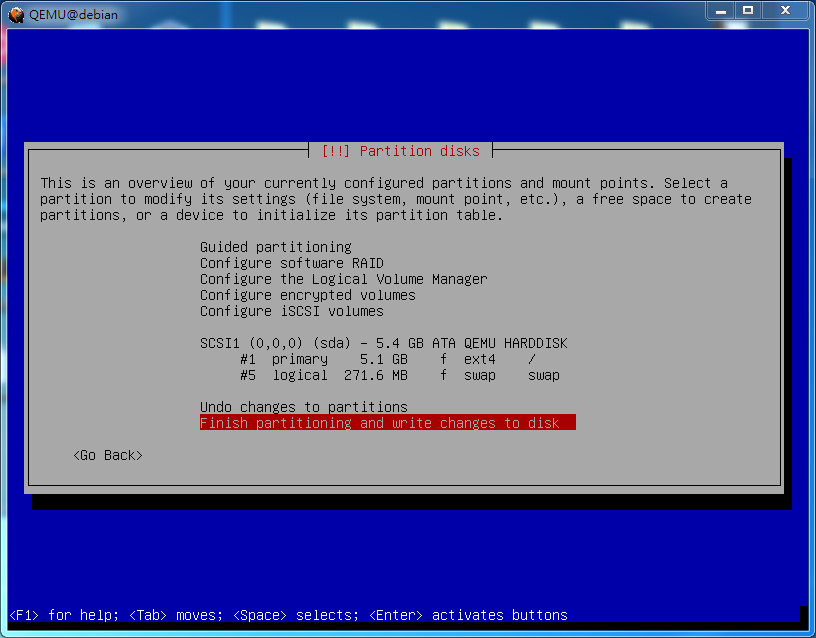 QEMU@debian
[!!] Partition disks
This is an overview of your currently configured partitions and mount points. Select a
partition to modify its settings (file system, mount point, etc.), a free space to create
partitions, or a device to initialize its partition table.
Guided partitioning
Configure software RAID
Configure the Logical Volume Manager
Configure encrypted volumes
Configure iSCSI volumes
SCSI1 (0,0,0) (sda) - 5.4 GB ATA QEMU HARDDISK
#1 primary 5.1 GB f ext4 /
#5 logical 271.6 MB f swap swap
Undo changes to partitions
Finish partitioning and write changes to disk
<Go Back>
<F1> for help; <Tab> moves; <Space> selects; <Enter> activates buttons